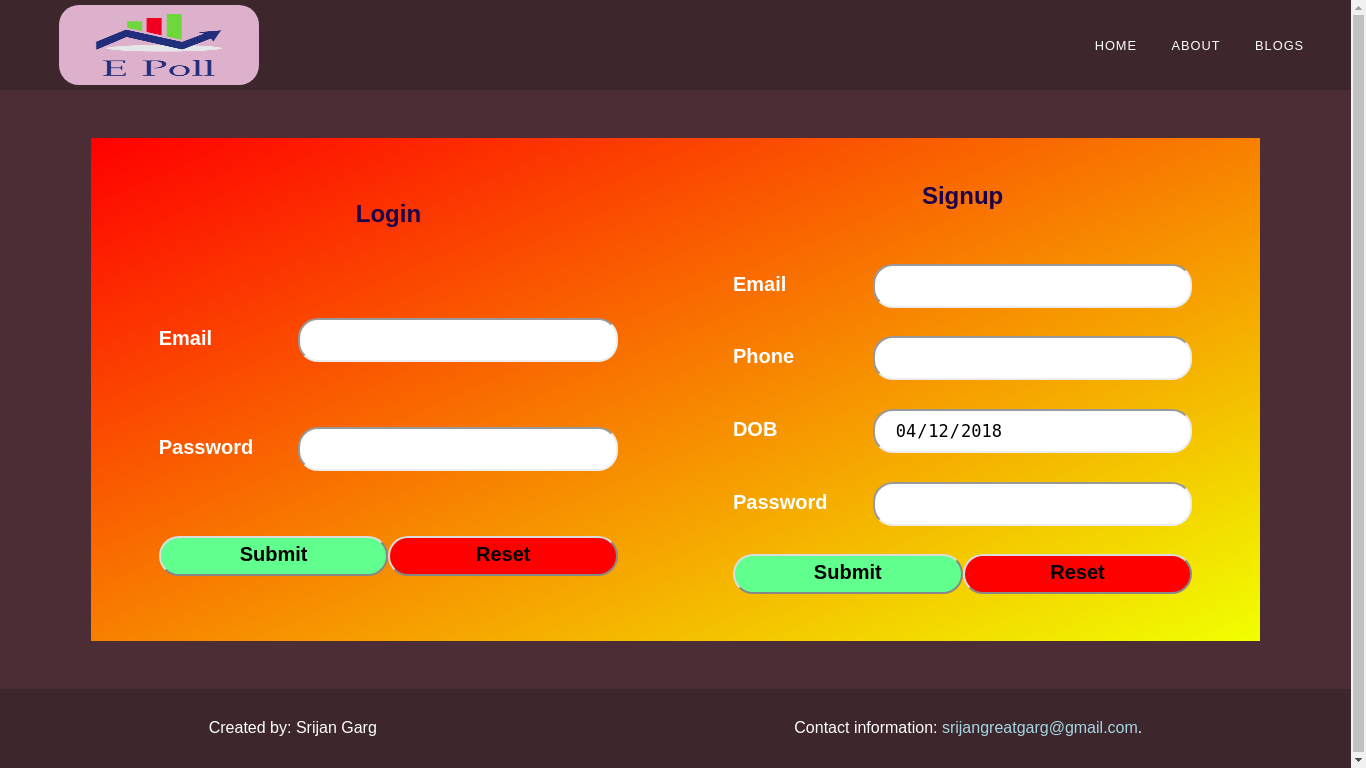 E Poll
HOME ABOUT BLOGS
Login
Email
Password
Submit Reset
Signup
Email
Phone
DOB 04/12/2018
Password
Submit Reset
Created by: Srijan Garg
Contact information: srijangreatgarg@gmail.com.